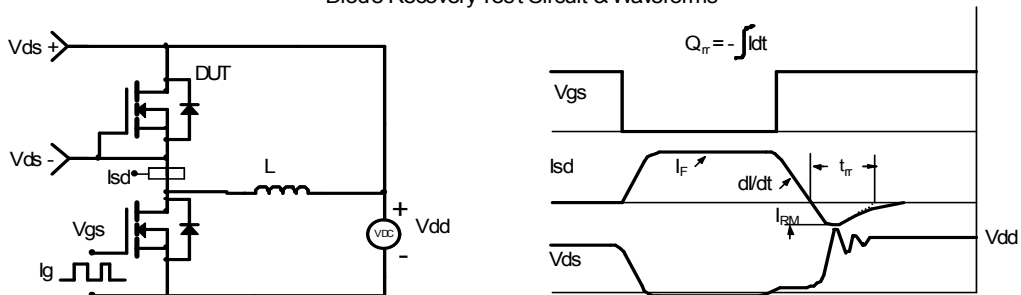 Diode Recovery Test Circuit & Waveforms
Vds +
DUT
Vds -
Isd
L
Vgs
Ig
VDC
+
-
Vdd
Qrr = - ∫Idt
Vgs
Isd
IF
dI/dt
trr
IRM
Vdd
Vds